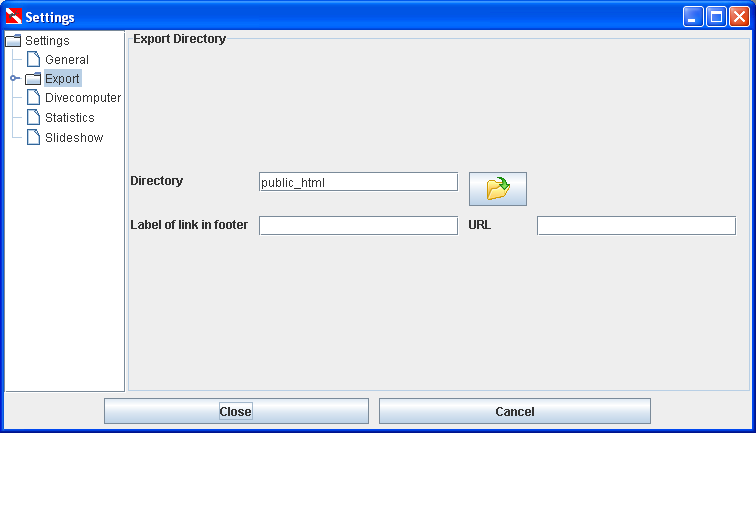 Settings
Settings
General
Export
Divecomputer
Statistics
Slideshow
Export Directory
Directory public_html
Label of link in footer URL
Close Cancel